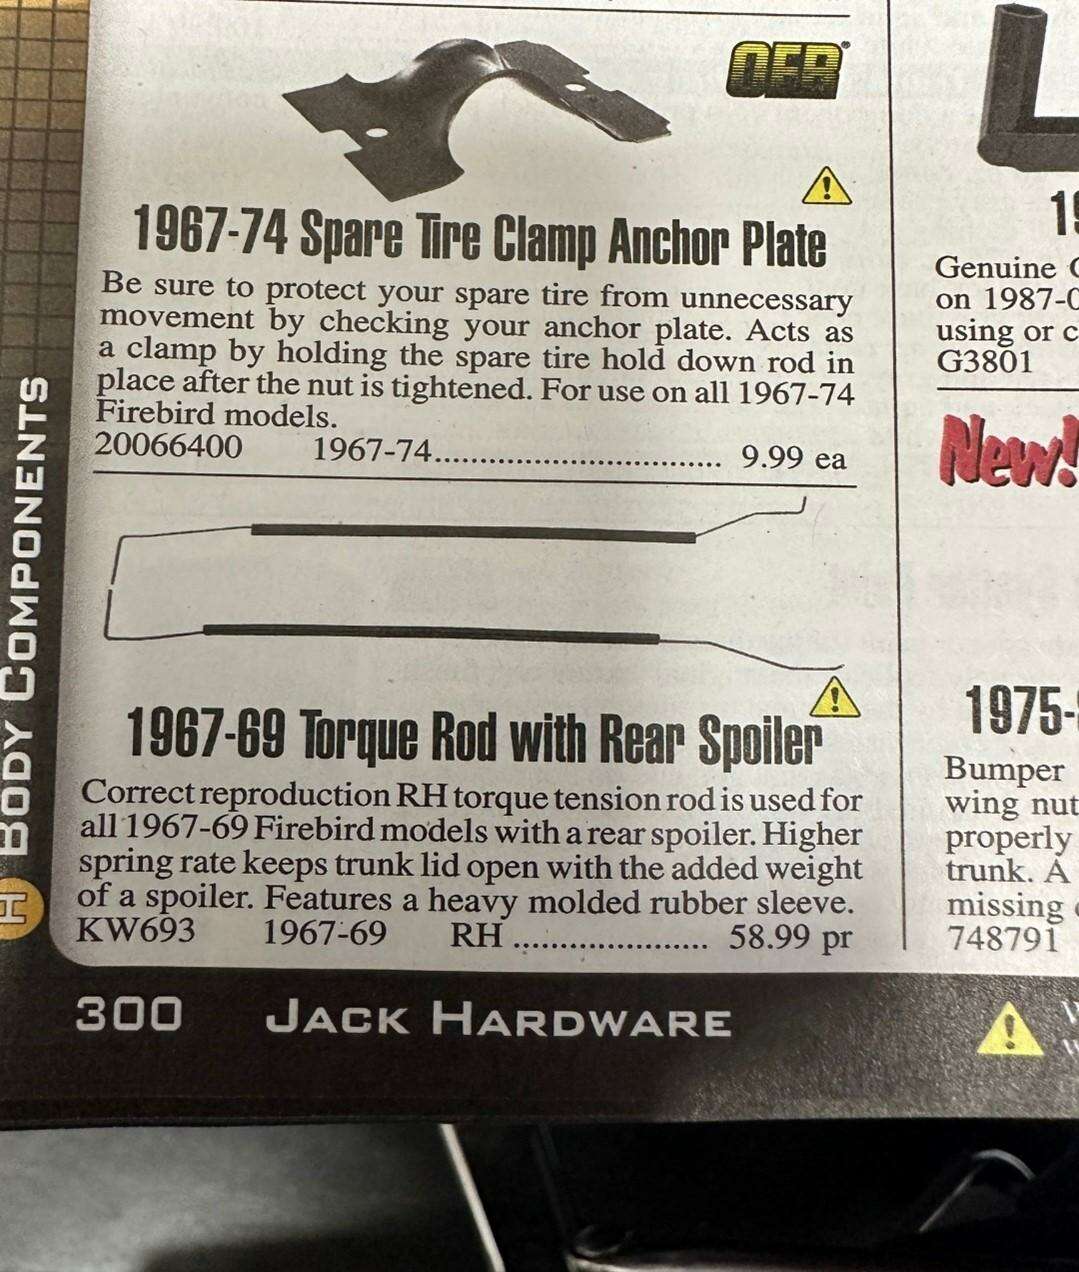 OER®
1967-74 Spare Tire Clamp Anchor Plate
Be sure to protect your spare tire from unnecessary
movement by checking your anchor plate. Acts as
a clamp by holding the spare tire hold down rod in
place after the nut is tightened. For use on all 1967-74
Firebird models.
20066400 1967-74.............................. 9.99 ea
1967-69 Torque Rod with Rear Spoiler
Correct reproduction RH torque tension rod is used for
all 1967-69 Firebird models with a rear spoiler. Higher
spring rate keeps trunk lid open with the added weight
of a spoiler. Features a heavy molded rubber sleeve.
KW693 1967-69 RH ..................... 58.99 pr
Genuine
on 1987-
using or
G3801
New!
1975-
Bumper
wing nut
properly
trunk. A
missing
748791
H BODY COMPONENTS
300 JACK HARDWARE